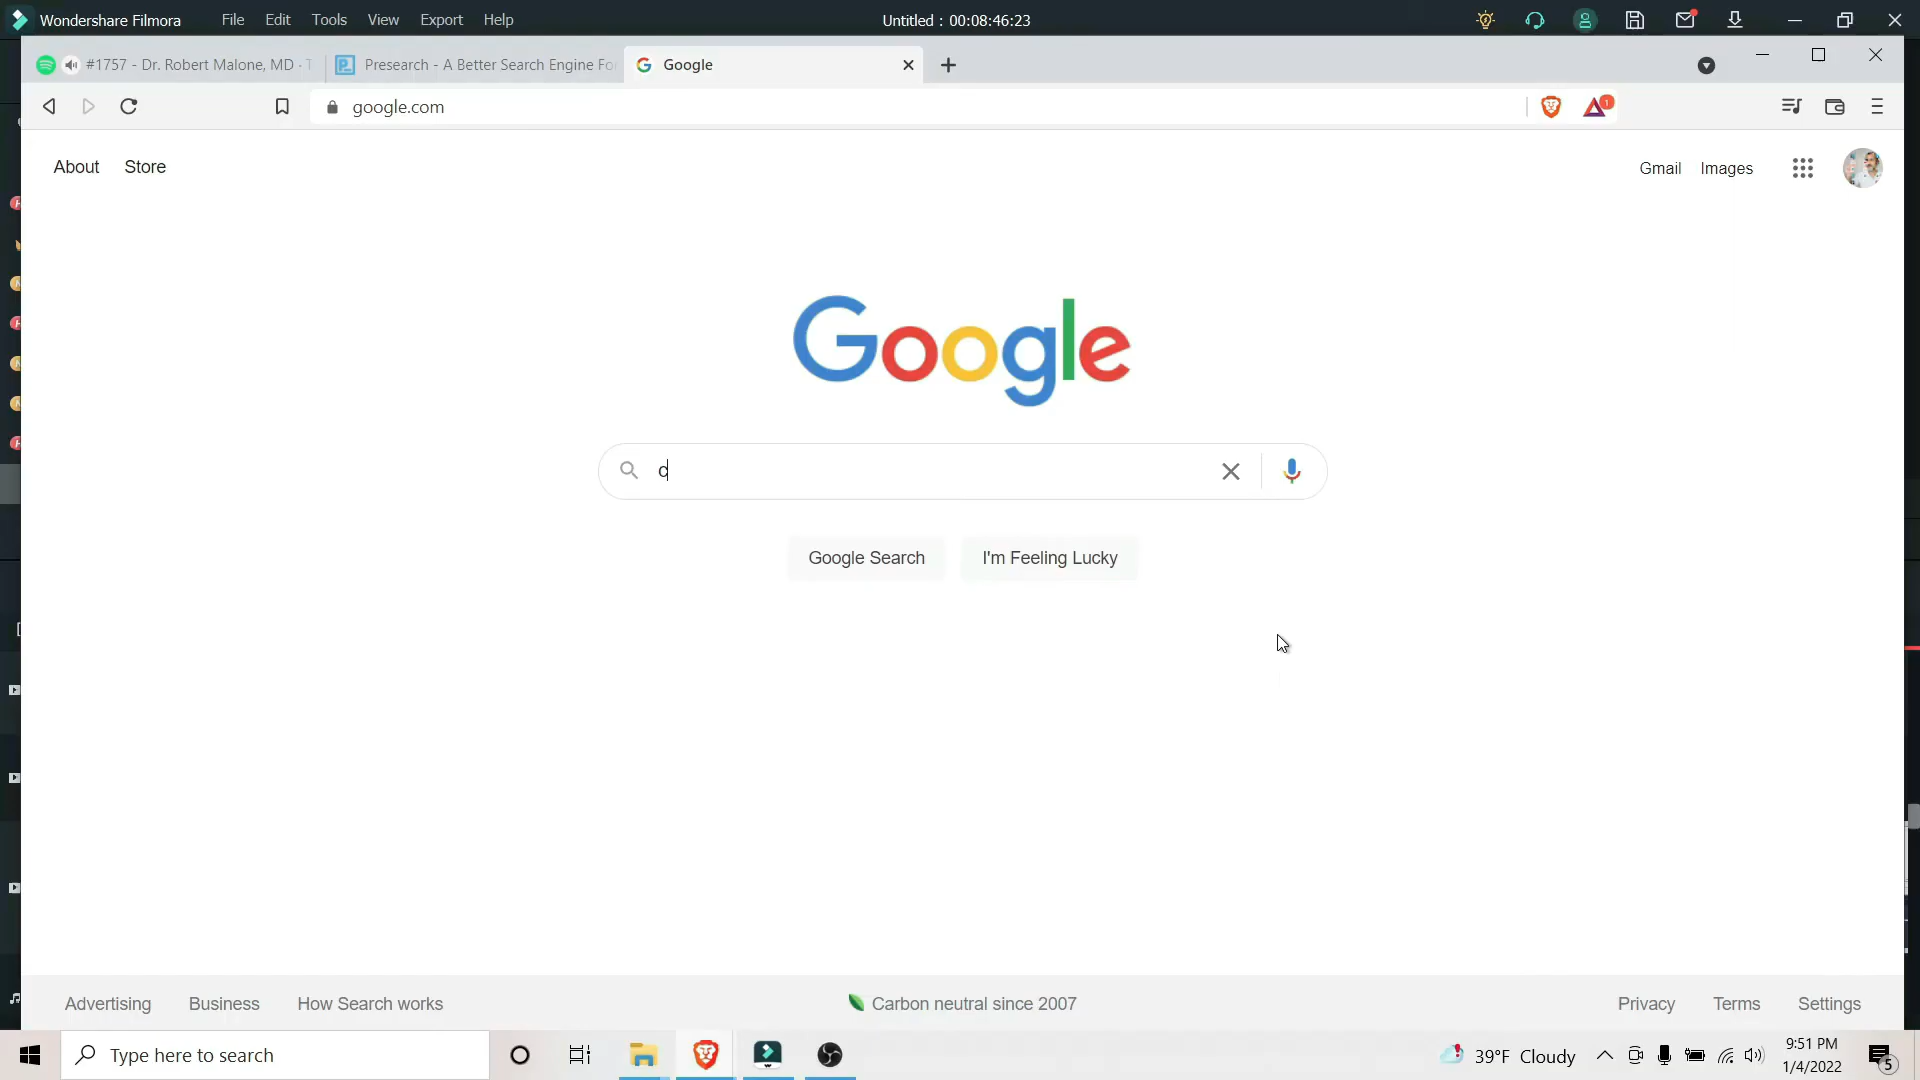 Wondershare Filmora File Edit Tools View Export Help Untitled : 00:08:46:23
#1757 - Dr. Robert Malone, MD - T Presearch - A Better Search Engine Fo Google
google.com 1
About Store Gmail Images
Google
c
Google Search I'm Feeling Lucky
Advertising Business How Search works Carbon neutral since 2007 Privacy Terms Settings
Type here to search 39°F Cloudy 9:51 PM
1/4/2022 5